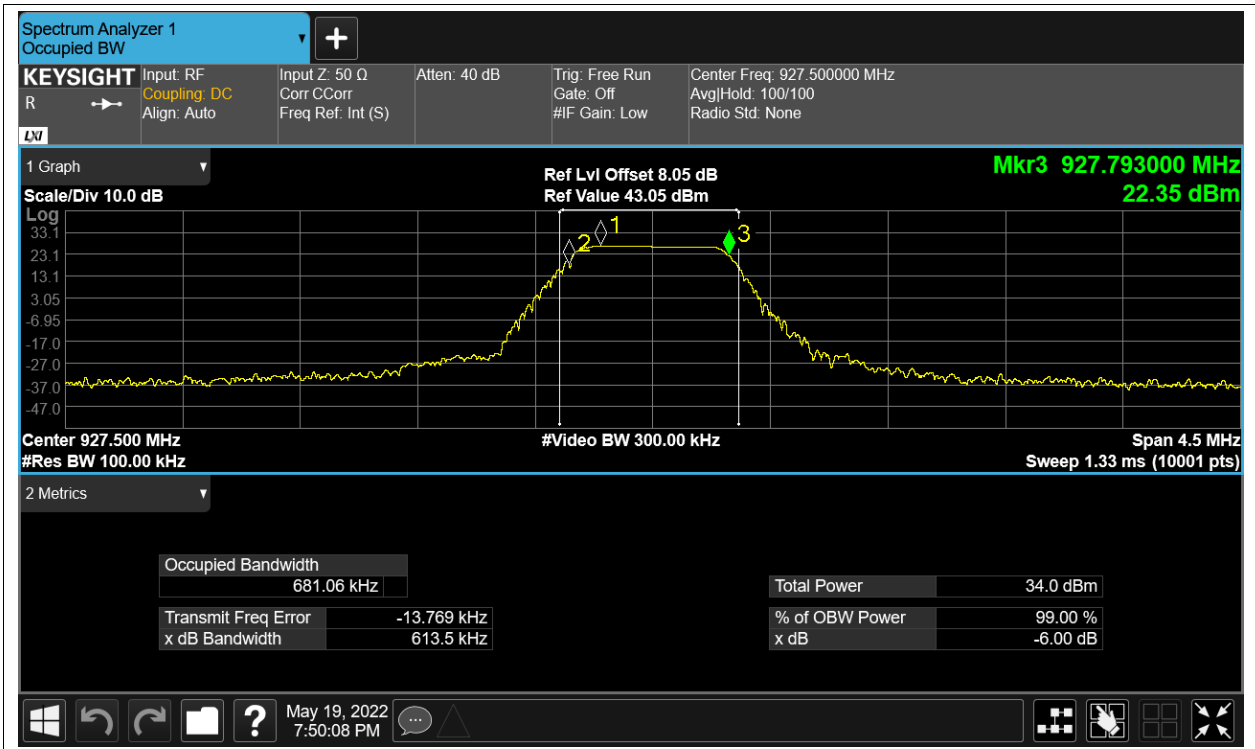 Spectrum Analyzer 1
Occupied BW
KEYSIGHT
R
LXI
Input: RF
Coupling: DC
Align: Auto
Input Z: 50 Ω
Corr CCorr
Freq Ref: Int (S)
Atten: 40 dB
Trig: Free Run
Gate: Off
#IF Gain: Low
Center Freq: 927.500000 MHz
Avg|Hold: 100/100
Radio Std: None
1 Graph
Scale/Div 10.0 dB
Ref Lvl Offset 8.05 dB
Ref Value 43.05 dBm
Mkr3 927.793000 MHz
22.35 dBm
Log
33.1
23.1
13.1
3.05
-6.95
-17.0
-27.0
-37.0
-47.0
1
2
3
Center 927.500 MHz
#Res BW 100.00 kHz
#Video BW 300.00 kHz
Span 4.5 MHz
Sweep 1.33 ms (10001 pts)
2 Metrics
Occupied Bandwidth
681.06 kHz
Transmit Freq Error -13.769 kHz
x dB Bandwidth 613.5 kHz
Total Power 34.0 dBm
% of OBW Power 99.00 %
x dB -6.00 dB
?
May 19, 2022
7:50:08 PM